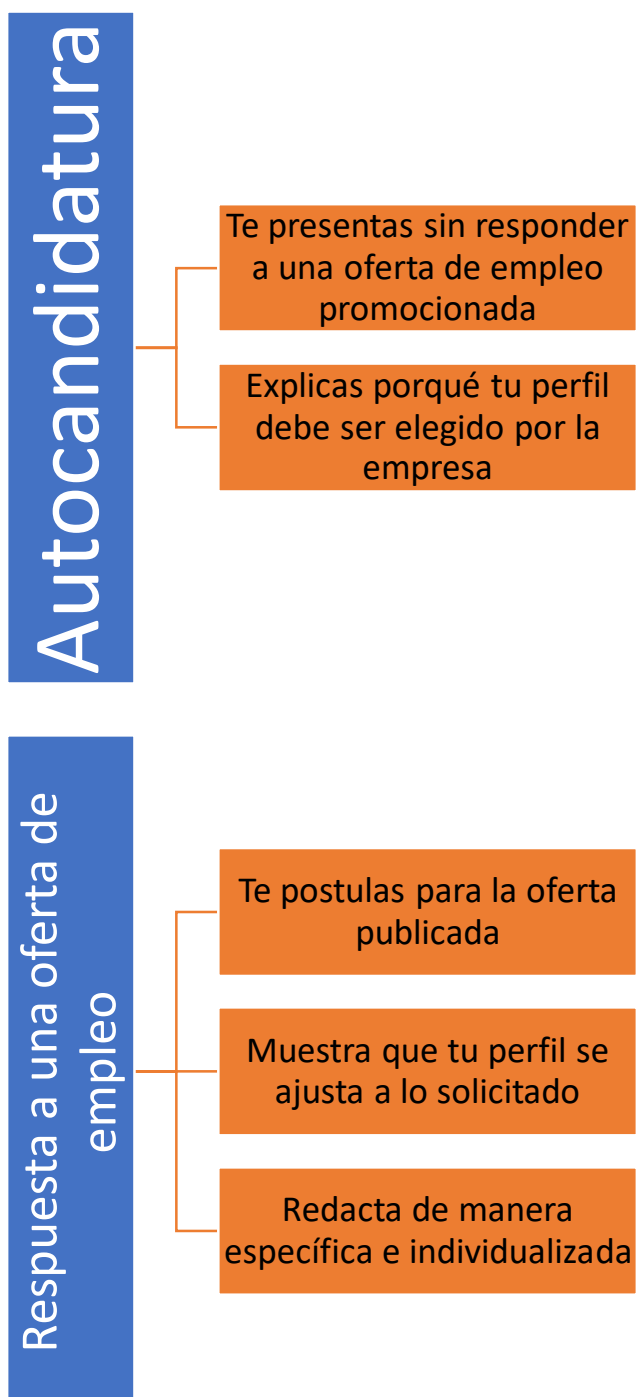 Autocandidatura
Te presentas sin responder
a una oferta de empleo
promocionada
Explicas porqué tu perfil
debe ser elegido por la
empresa
Respuesta a una oferta de
empleo
Te postulas para la oferta
publicada
Muestra que tu perfil se
ajusta a lo solicitado
Redacta de manera
específica e individualizada